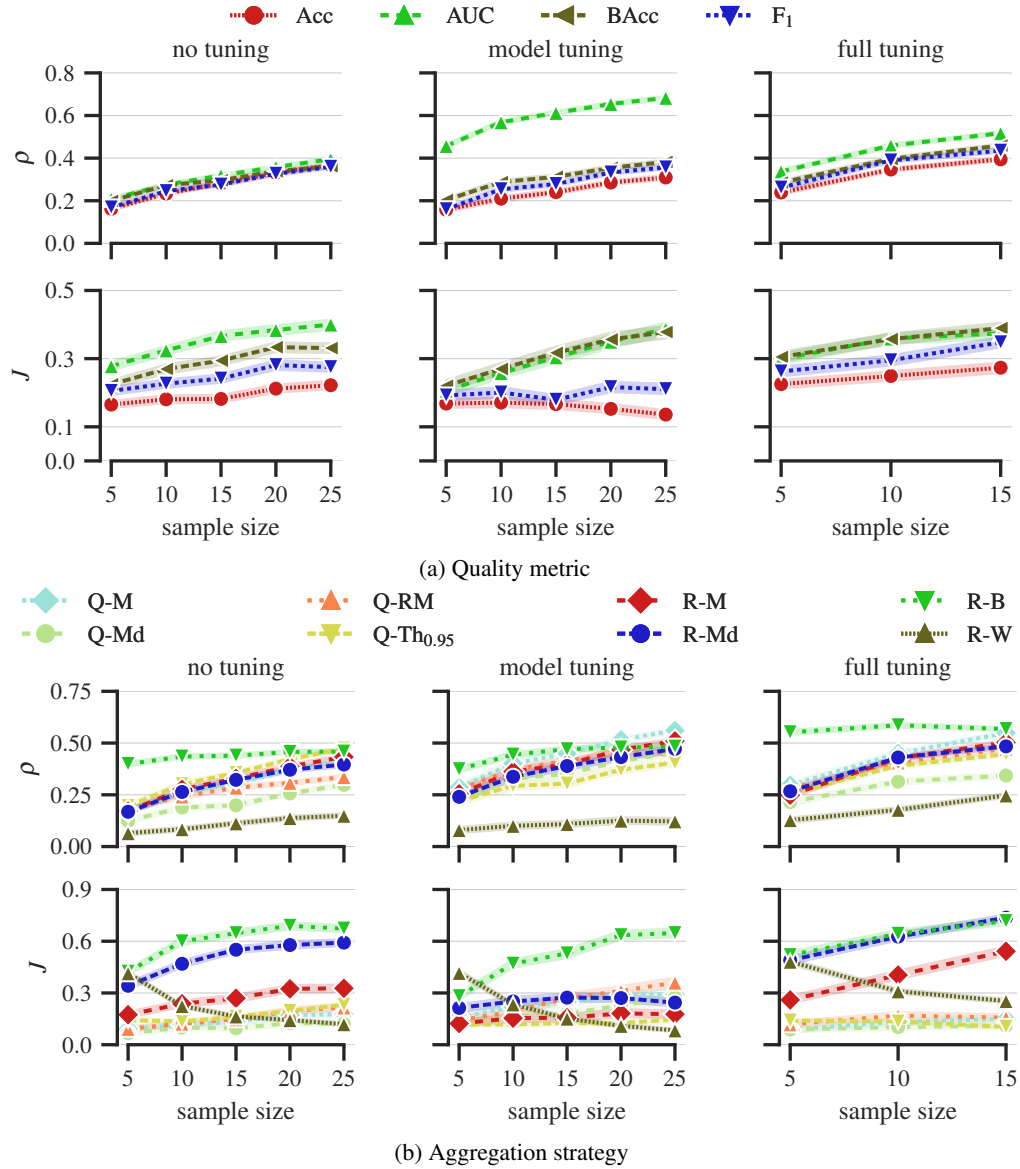 Acc AUC BAcc F1
no tuning model tuning full tuning
0.8
0.6
0.4
0.2
0.0
ρ
0.5
0.3
0.1
0.0
J
5 10 15 20 25 5 10 15 20 25 5 10 15
sample size sample size sample size
(a) Quality metric
Q-M Q-RM R-M R-B
Q-Md Q-Th0.95 R-Md R-W
no tuning model tuning full tuning
0.75
0.50
0.25
0.00
ρ
0.9
0.6
0.3
0.0
J
5 10 15 20 25 5 10 15 20 25 5 10 15
sample size sample size sample size
(b) Aggregation strategy